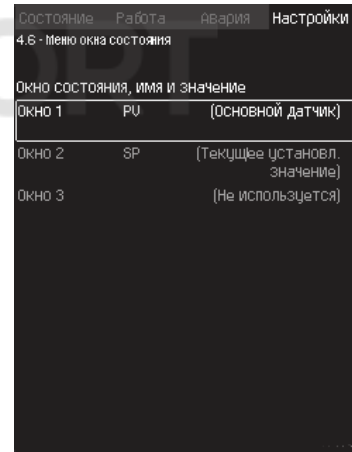 Состояние Работа Авария Настройки
4.6 - Меню окна состояния
Окно состояния, имя и значение
Окно 1 PV (Основной датчик)
Окно 2 SP (Текущее установл.
значение)
Окно 3 (Не используется)